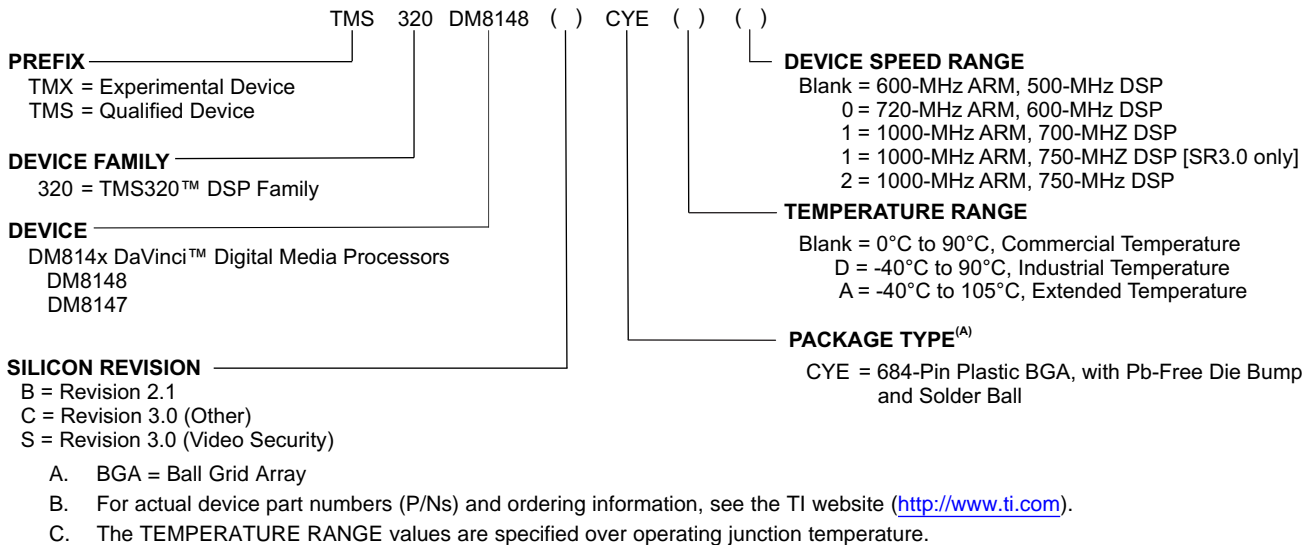 TMS 320 DM8148 ( ) CYE ( ) ( )
PREFIX
TMX = Experimental Device
TMS = Qualified Device
DEVICE FAMILY
320 = TMS320™ DSP Family
DEVICE
DM814x DaVinci™ Digital Media Processors
DM8148
DM8147
SILICON REVISION
B = Revision 2.1
C = Revision 3.0 (Other)
S = Revision 3.0 (Video Security)
DEVICE SPEED RANGE
Blank = 600-MHz ARM, 500-MHz DSP
0 = 720-MHz ARM, 600-MHz DSP
1 = 1000-MHz ARM, 700-MHZ DSP
1 = 1000-MHz ARM, 750-MHZ DSP [SR3.0 only]
2 = 1000-MHz ARM, 750-MHz DSP
TEMPERATURE RANGE
Blank = 0°C to 90°C, Commercial Temperature
D = -40°C to 90°C, Industrial Temperature
A = -40°C to 105°C, Extended Temperature
PACKAGE TYPE(A)
CYE = 684-Pin Plastic BGA, with Pb-Free Die Bump
and Solder Ball
A. BGA = Ball Grid Array
B. For actual device part numbers (P/Ns) and ordering information, see the TI website (http://www.ti.com).
C. The TEMPERATURE RANGE values are specified over operating junction temperature.